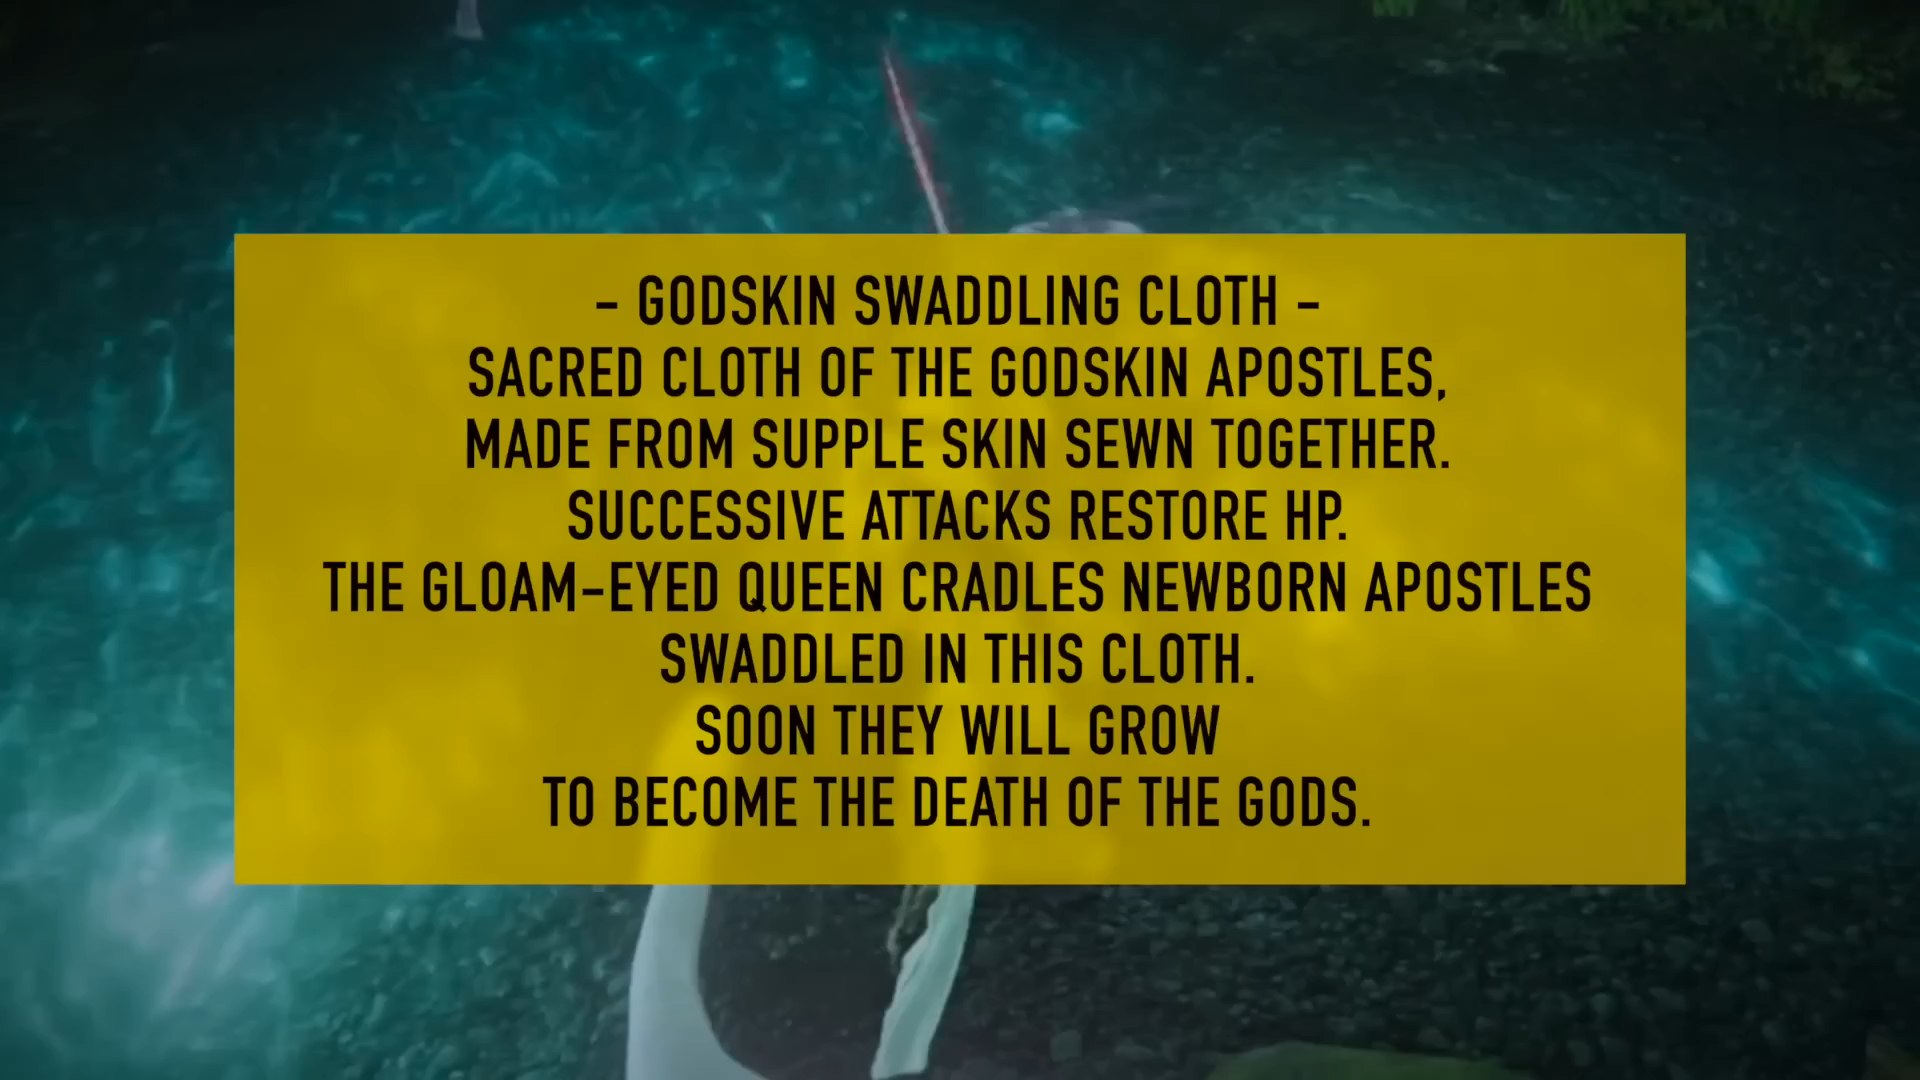 - GODSKIN SWADDLING CLOTH -
SACRED CLOTH OF THE GODSKIN APOSTLES,
MADE FROM SUPPLE SKIN SEWN TOGETHER.
SUCCESSIVE ATTACKS RESTORE HP.
THE GLOAM-EYED QUEEN CRADLES NEWBORN APOSTLES
SWADDLED IN THIS CLOTH.
SOON THEY WILL GROW
TO BECOME THE DEATH OF THE GODS.